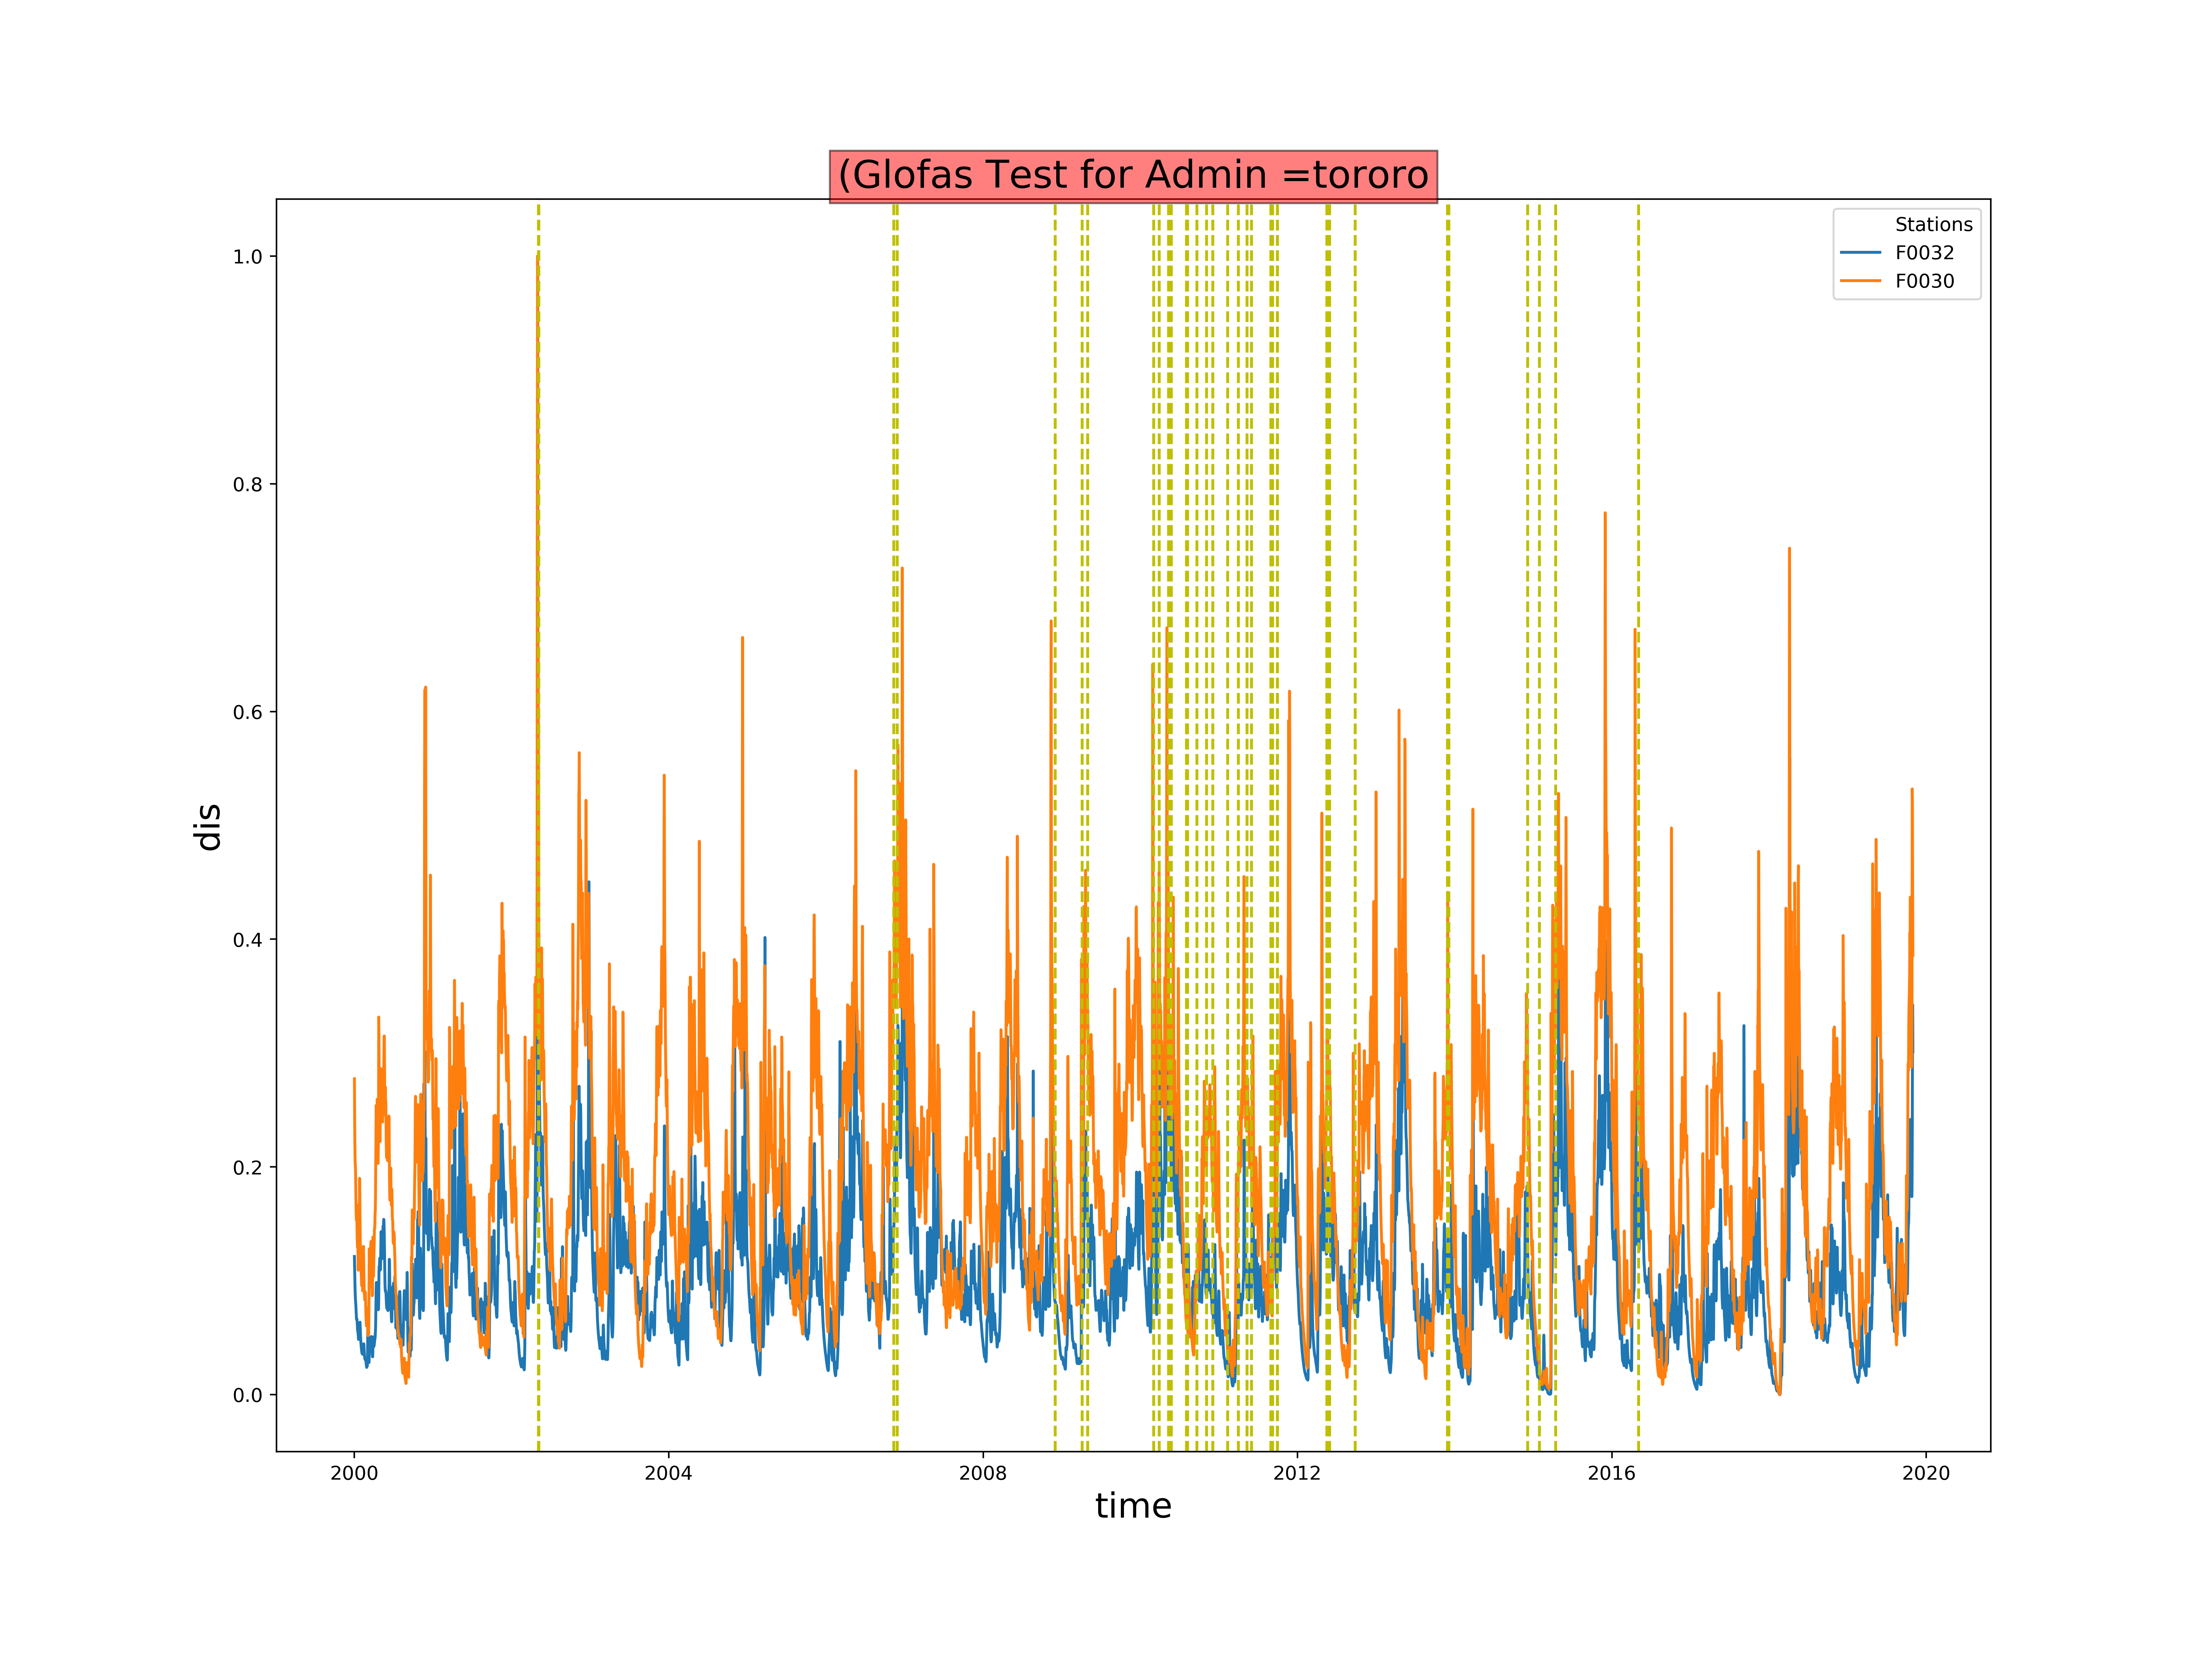 (Glofas Test for Admin =tororo
Stations
F0032
F0030
1.0
0.8
0.6
0.4
0.2
0.0
dis
2000 2004 2008 2012 2016 2020
time